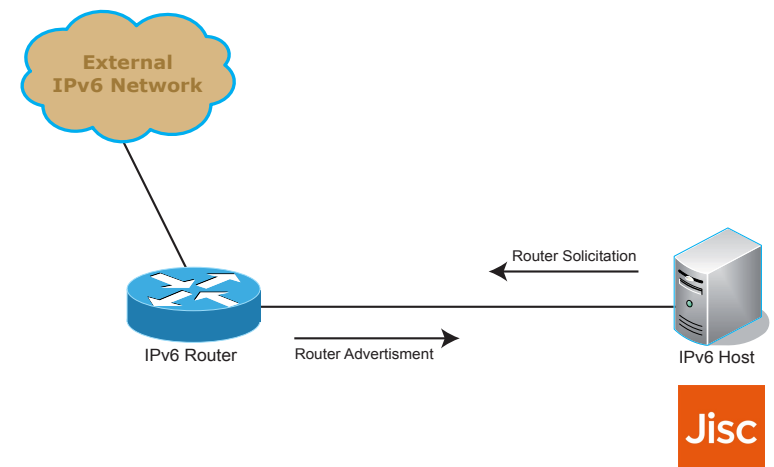 External
IPv6 Network
Router Solicitation
IPv6 Router
Router Advertisment
IPv6 Host
Jisc